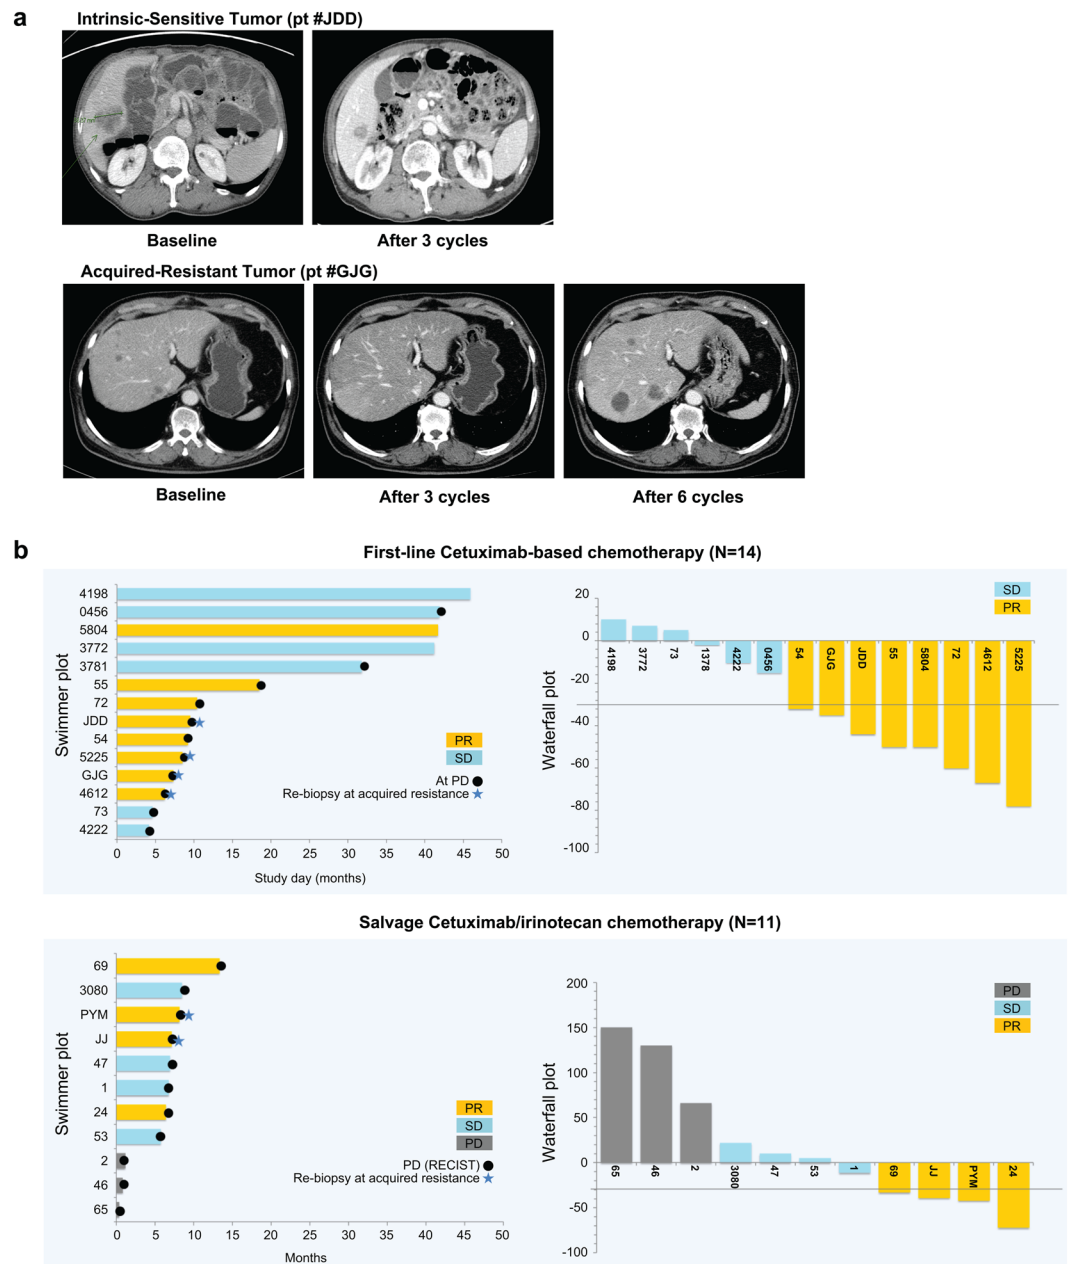 a
Intrinsic-Sensitive Tumor (pt #JDD)
Baseline
After 3 cycles
Acquired-Resistant Tumor (pt #GJG)
Baseline
After 3 cycles
After 6 cycles
b
First-line Cetuximab-based chemotherapy (N=14)
Swimmer plot
4198
0456
5804
3772
3781
55
72
JDD
54
5225
GJG
4612
73
4222
PR
SD
At PD
Re-biopsy at acquired resistance
0 5 10 15 20 25 30 35 40 45 50
Study day (months)
Waterfall plot
20
0
-20
-40
-60
-80
-100
SD
PR
4198 3772 73 1378 4222 0456 54 GJG JDD 55 5804 72 4612 5225
Salvage Cetuximab/irinotecan chemotherapy (N=11)
Swimmer plot
69
3080
PYM
JJ
47
1
24
53
2
46
65
PR
SD
PD
PD (RECIST)
Re-biopsy at acquired resistance
0 5 10 15 20 25 30 35 40 45 50
Months
Waterfall plot
200
150
100
50
0
-50
-100
PD
SD
PR
65 46 2 3080 47 53 1 69 JJ PYM 24